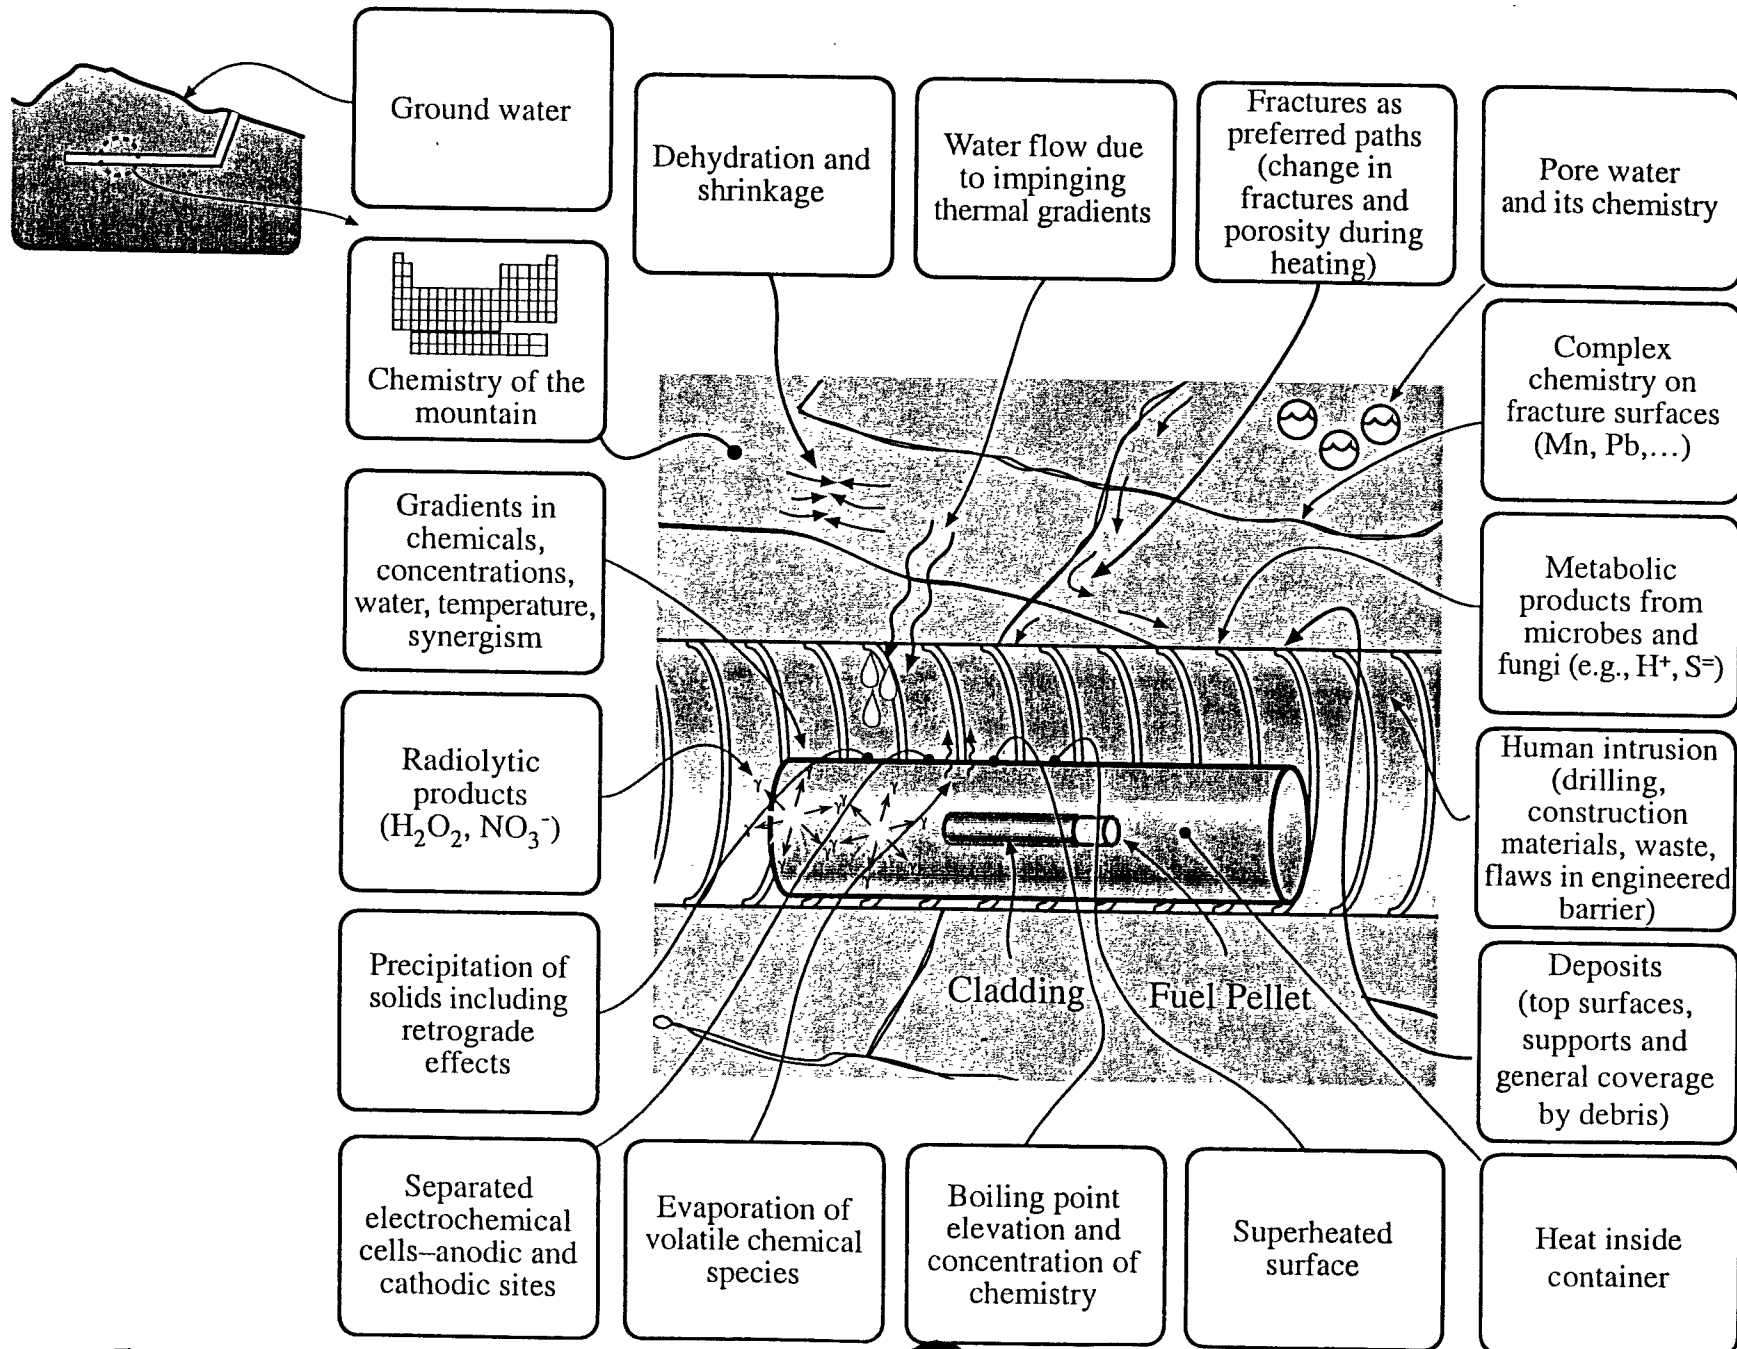 Ground water
Dehydration and
shrinkage
Water flow due
to impinging
thermal gradients
Fractures as
preferred paths
(change in
fractures and
porosity during
heating)
Pore water
and its chemistry
Chemistry of the
mountain
Complex
chemistry on
fracture surfaces
(Mn, Pb,...)
Gradients in
chemicals,
concentrations,
water, temperature,
synergism
Metabolic
products from
microbes and
fungi (e.g., H⁺, S⁼)
Radiolytic
products
(H₂O₂, NO₃⁻)
Human intrusion
(drilling,
construction
materials, waste,
flaws in engineered
barrier)
γ
γ
γγ
γ
γ
γ
γγ
γ
γ
γ
γ
Cladding
Fuel Pellet
Precipitation of
solids including
retrograde
effects
Deposits
(top surfaces,
supports and
general coverage
by debris)
Separated
electrochemical
cells–anodic and
cathodic sites
Evaporation of
volatile chemical
species
Boiling point
elevation and
concentration of
chemistry
Superheated
surface
Heat inside
container